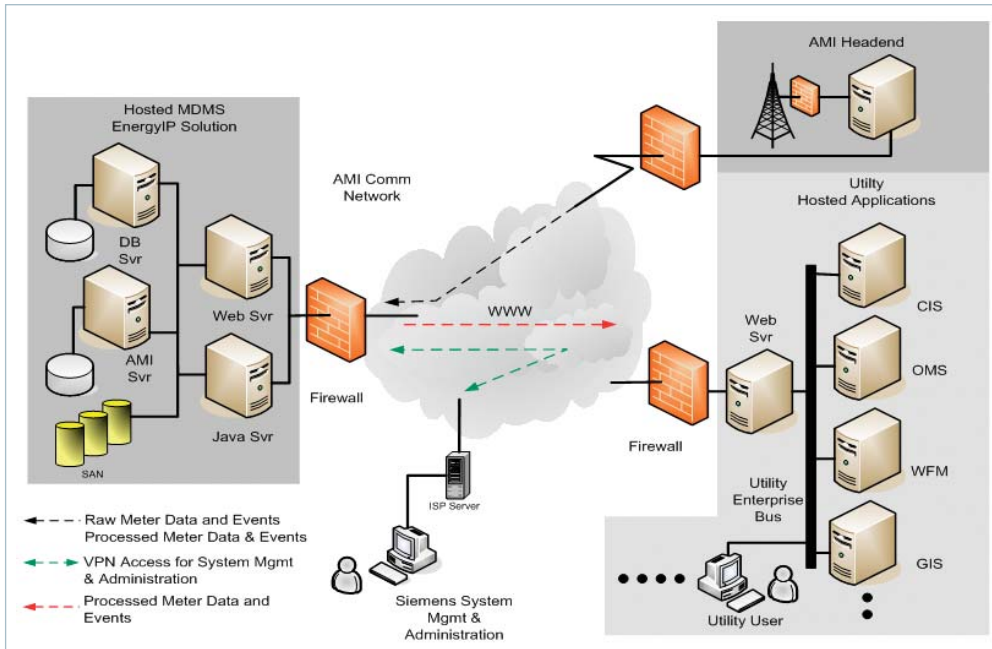 AMI Headend
Hosted MDMS
EnergyIP Solution
AMI Comm
Network
Utilty
Hosted Applications
DB
Svr
Web Svr
AMI
Svr
Java Svr
SAN
Firewall
WWW
Web
Svr
CIS
OMS
Firewall
WFM
Utility
Enterprise
Bus
GIS
ISP Server
Raw Meter Data and Events
Processed Meter Data & Events
VPN Access for System Mgmt
& Administration
Processed Meter Data and
Events
Siemens System
Mgmt &
Administration
Utility User